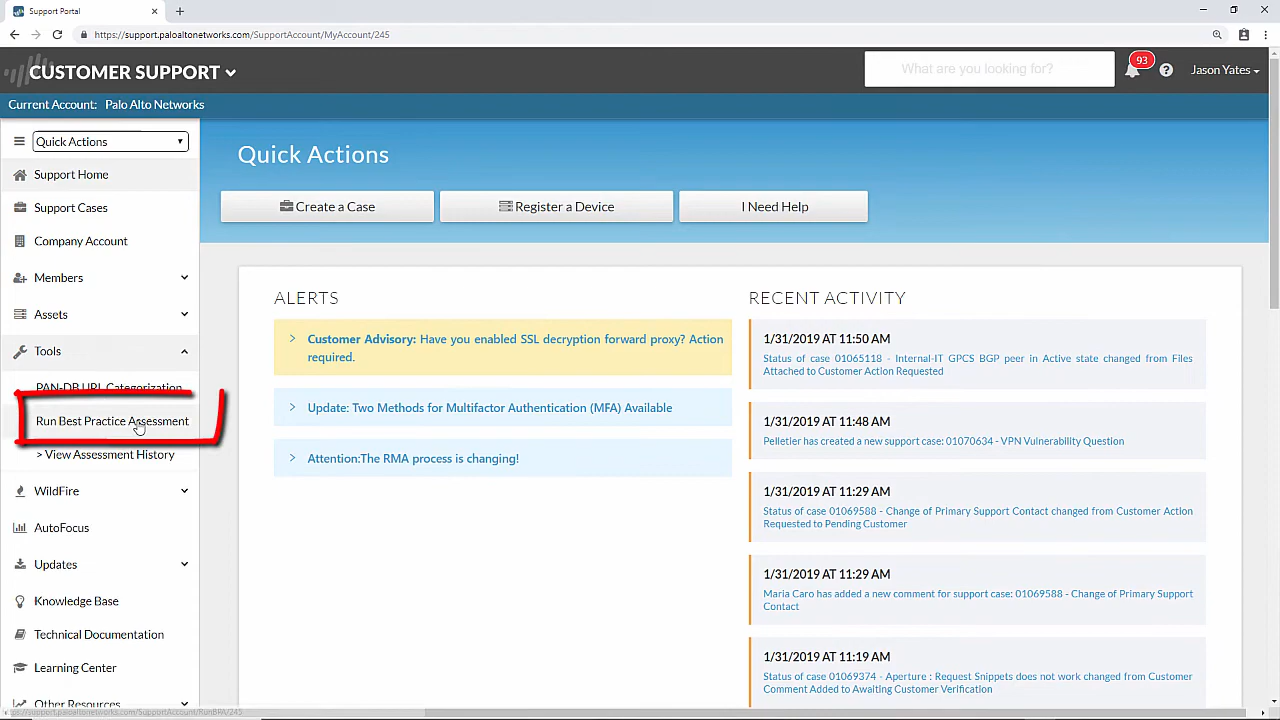 Support Portal
https://support.paloaltonetworks.com/SupportAccount/MyAccount/245
CUSTOMER SUPPORT
What are you looking for?
93
Jason Yates
Current Account: Palo Alto Networks
Quick Actions
Support Home
Support Cases
Company Account
Members
Assets
Tools
PAN-DB URL Categorization
Run Best Practice Assessment
> View Assessment History
WildFire
AutoFocus
Updates
Knowledge Base
Technical Documentation
Learning Center
Other Resources
https://support.paloaltonetworks.com/SupportAccount/RunBPA/245
Quick Actions
Create a Case
Register a Device
I Need Help
ALERTS
Customer Advisory: Have you enabled SSL decryption forward proxy? Action
required.
Update: Two Methods for Multifactor Authentication (MFA) Available
Attention:The RMA process is changing!
RECENT ACTIVITY
1/31/2019 AT 11:50 AM
Status of case 01065118 - Internal-IT GPCS BGP peer in Active state changed from Files
Attached to Customer Action Requested
1/31/2019 AT 11:48 AM
Pelletier has created a new support case: 01070634 - VPN Vulnerability Question
1/31/2019 AT 11:29 AM
Status of case 01069588 - Change of Primary Support Contact changed from Customer Action
Requested to Pending Customer
1/31/2019 AT 11:29 AM
Maria Caro has added a new comment for support case: 01069588 - Change of Primary Support
Contact
1/31/2019 AT 11:19 AM
Status of case 01069374 - Aperture : Request Snippets does not work changed from Customer
Comment Added to Awaiting Customer Verification